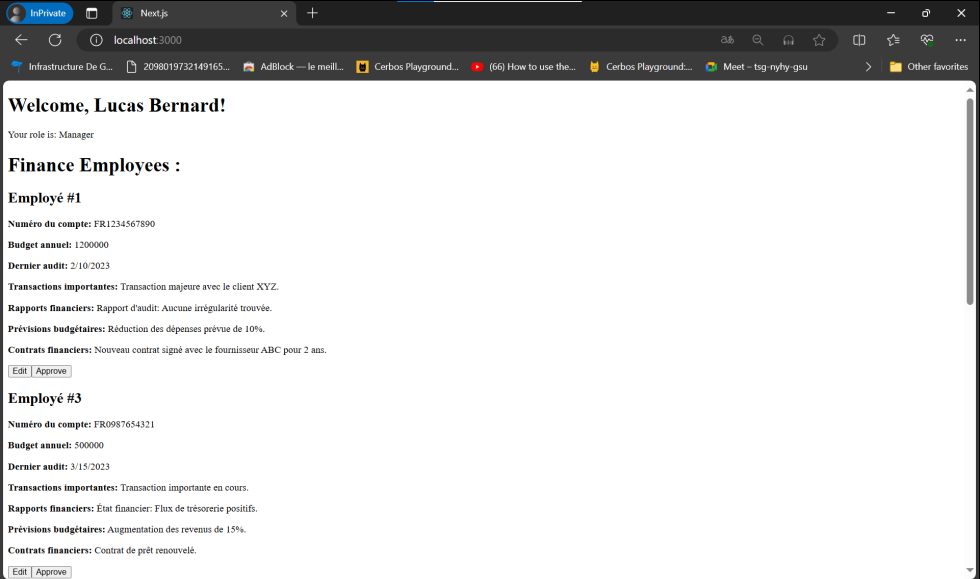 InPrivate
Next.js
localhost:3000
Infrastructure De G...
2098019732149165...
AdBlock — le meill...
Cerbos Playground...
(66) How to use the...
Cerbos Playground:...
Meet – tsg-nyhy-gsu
Other favorites
Welcome, Lucas Bernard!
Your role is: Manager
Finance Employees :
Employé #1
Numéro du compte: FR1234567890
Budget annuel: 1200000
Dernier audit: 2/10/2023
Transactions importantes: Transaction majeure avec le client XYZ.
Rapports financiers: Rapport d'audit: Aucune irrégularité trouvée.
Prévisions budgétaires: Réduction des dépenses prévue de 10%.
Contrats financiers: Nouveau contrat signé avec le fournisseur ABC pour 2 ans.
Edit Approve
Employé #3
Numéro du compte: FR0987654321
Budget annuel: 500000
Dernier audit: 3/15/2023
Transactions importantes: Transaction importante en cours.
Rapports financiers: État financier: Flux de trésorerie positifs.
Prévisions budgétaires: Augmentation des revenus de 15%.
Contrats financiers: Contrat de prêt renouvelé.
Edit Approve